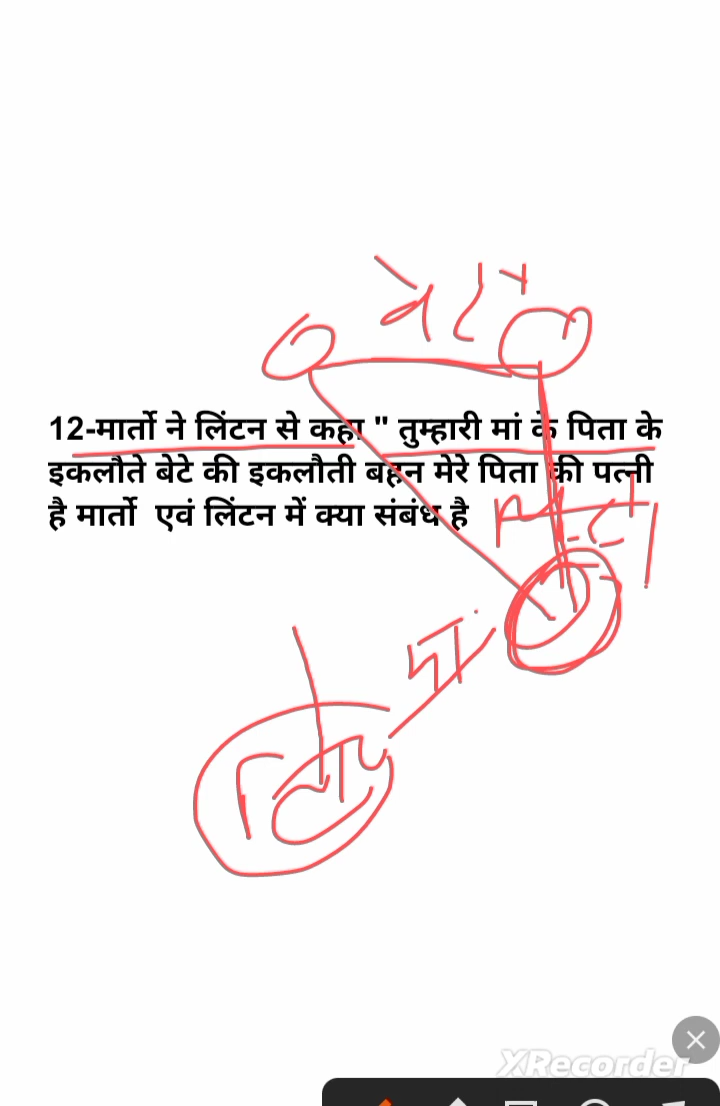 12-मार्तो ने लिंटन से कहा " तुम्हारी मां के पिता के
इकलौते बेटे की इकलौती बहन मेरे पिता की पत्नी
है मार्तो एवं लिंटन में क्या संबंध है
मां
XRecorder